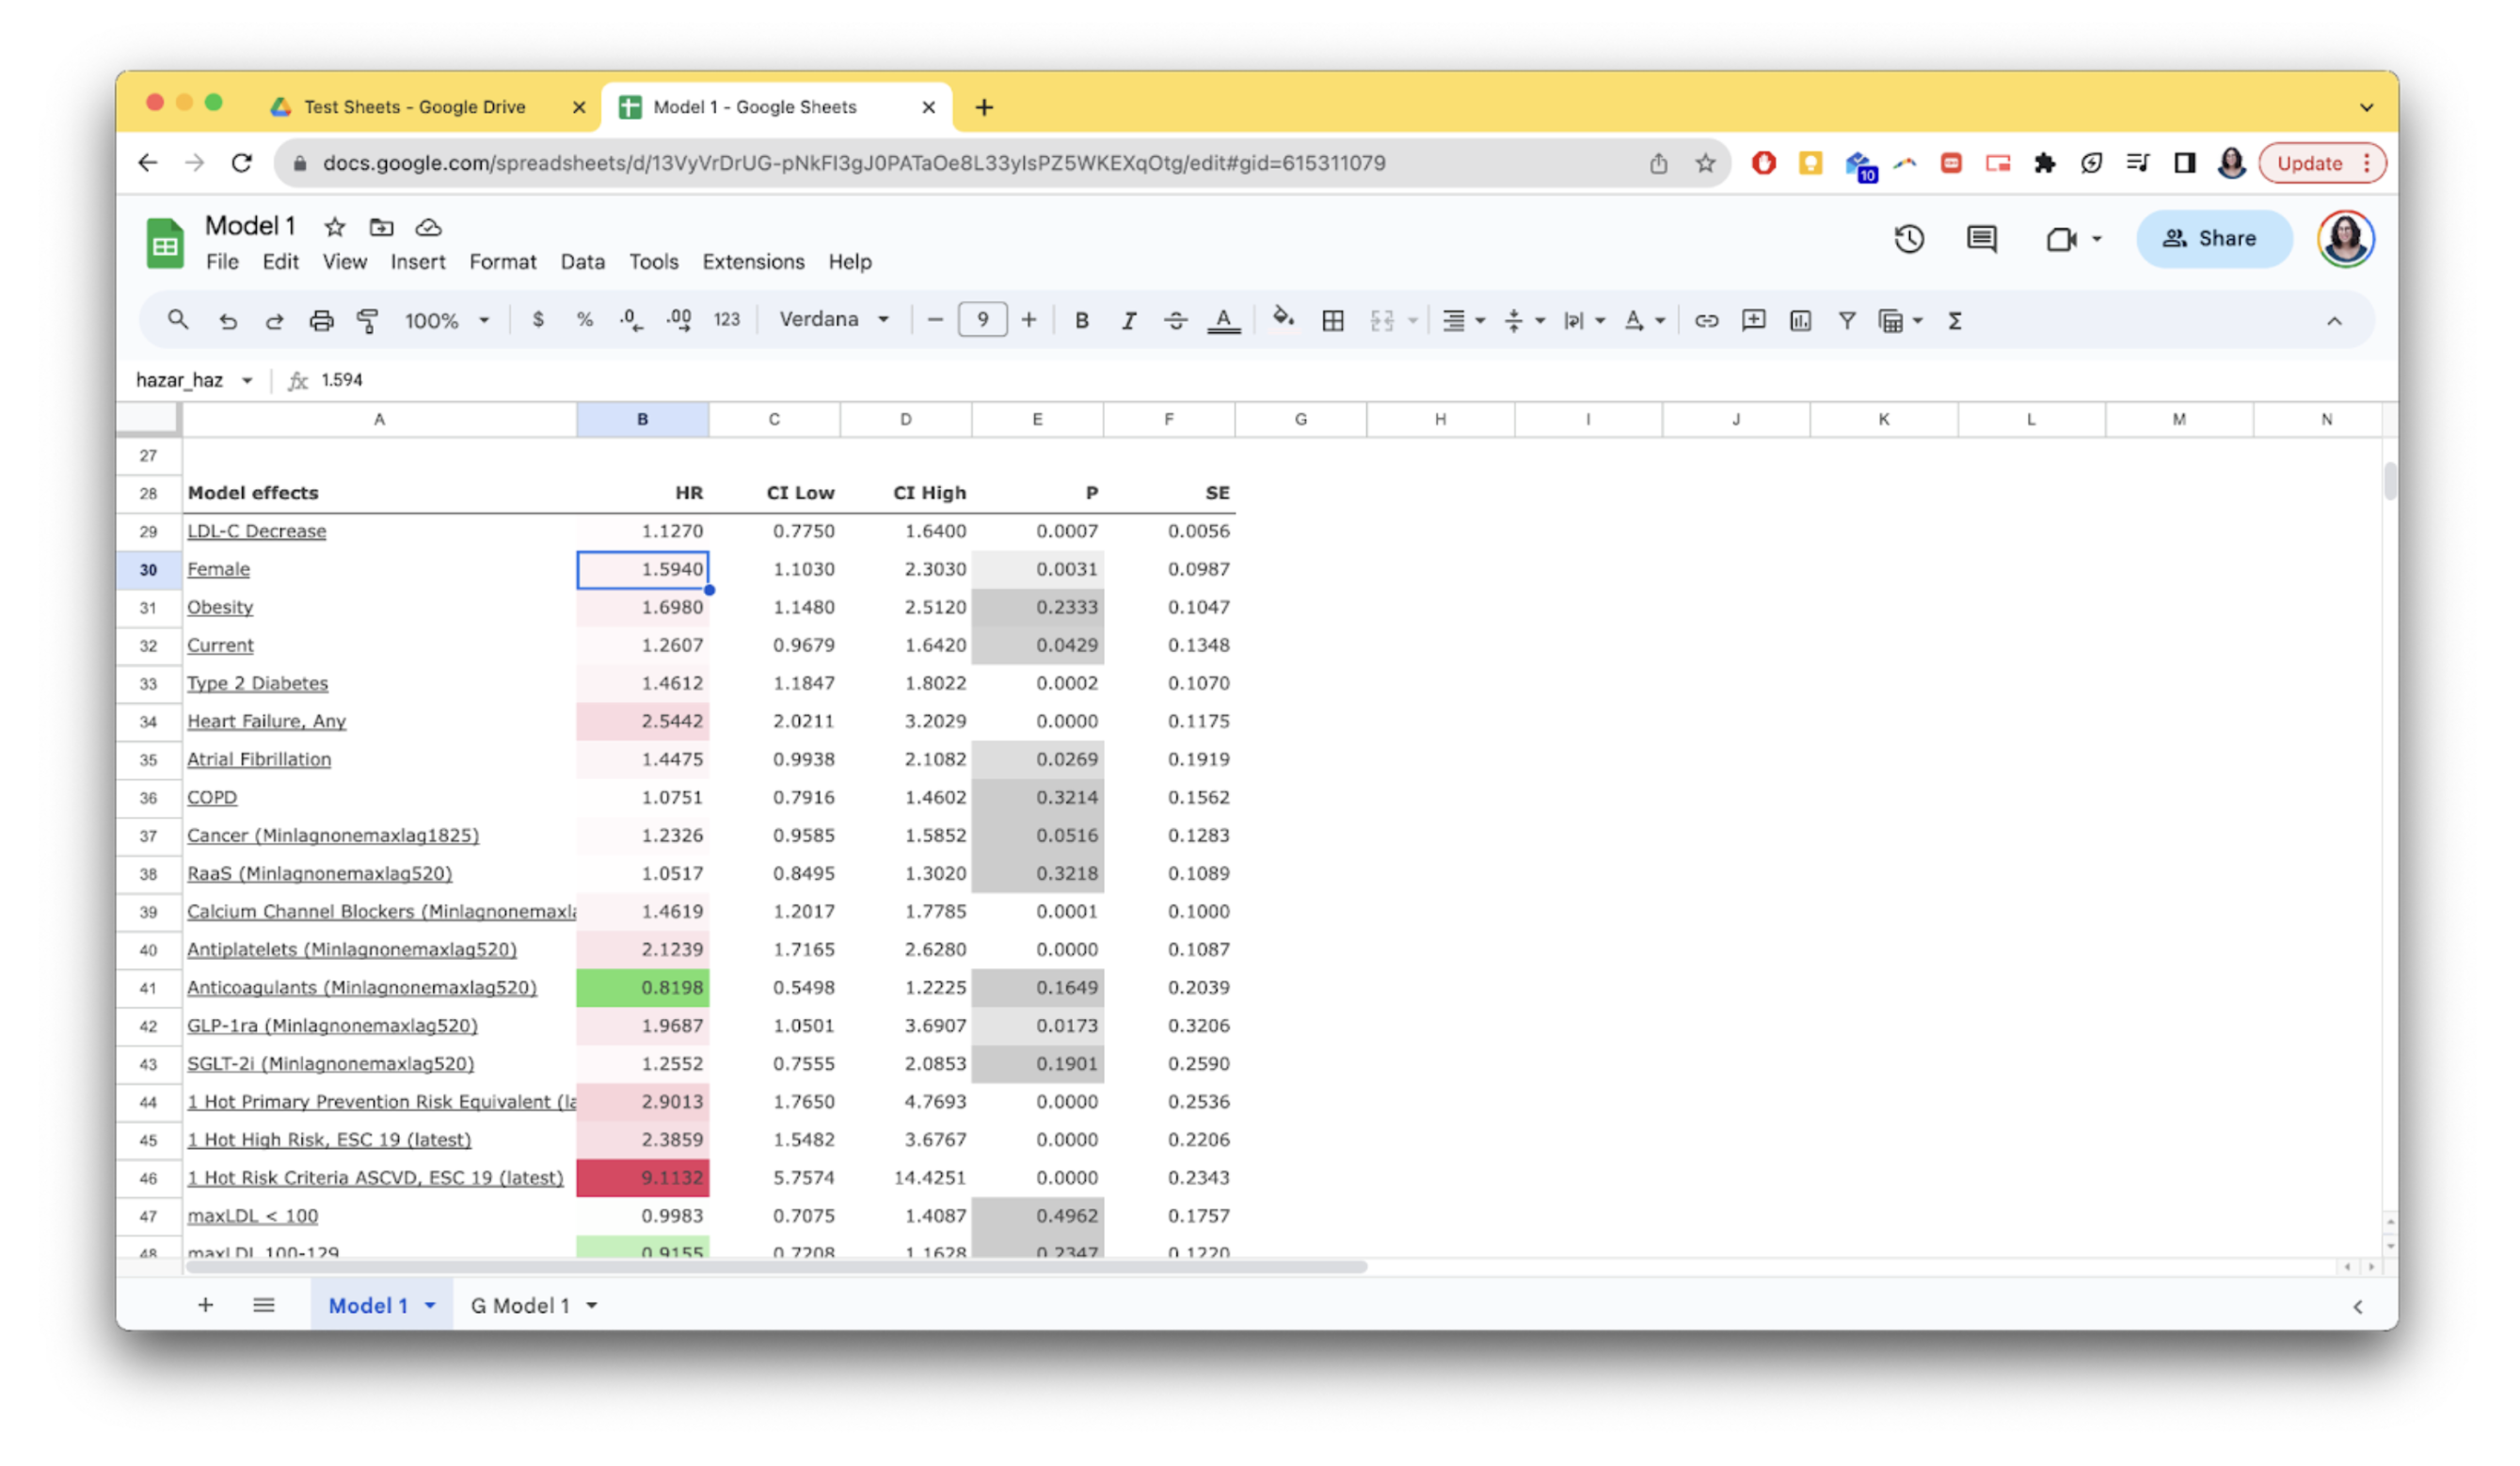 Test Sheets - Google Drive
Model 1 - Google Sheets
docs.google.com/spreadsheets/d/13VyVrDrUG-pNkFI3gJ0PATaOe8L33yIsPZ5WKEXqOtg/edit#gid=615311079
10
Update
Model 1
Share
File Edit View Insert Format Data Tools Extensions Help
100% $ % .0 .00 123 Verdana 9 B I A A Σ
hazar_haz fx 1.594
A B C D E F G H I J K L M N
27
28 Model effects HR CI Low CI High P SE
29 LDL-C Decrease 1.1270 0.7750 1.6400 0.0007 0.0056
30 Female 1.5940 1.1030 2.3030 0.0031 0.0987
31 Obesity 1.6980 1.1480 2.5120 0.2333 0.1047
32 Current 1.2607 0.9679 1.6420 0.0429 0.1348
33 Type 2 Diabetes 1.4612 1.1847 1.8022 0.0002 0.1070
34 Heart Failure, Any 2.5442 2.0211 3.2029 0.0000 0.1175
35 Atrial Fibrillation 1.4475 0.9938 2.1082 0.0269 0.1919
36 COPD 1.0751 0.7916 1.4602 0.3214 0.1562
37 Cancer (Minlagnonemaxlag1825) 1.2326 0.9585 1.5852 0.0516 0.1283
38 RaaS (Minlagnonemaxlag520) 1.0517 0.8495 1.3020 0.3218 0.1089
39 Calcium Channel Blockers (Minlagnonemaxla 1.4619 1.2017 1.7785 0.0001 0.1000
40 Antiplatelets (Minlagnonemaxlag520) 2.1239 1.7165 2.6280 0.0000 0.1087
41 Anticoagulants (Minlagnonemaxlag520) 0.8198 0.5498 1.2225 0.1649 0.2039
42 GLP-1ra (Minlagnonemaxlag520) 1.9687 1.0501 3.6907 0.0173 0.3206
43 SGLT-2i (Minlagnonemaxlag520) 1.2552 0.7555 2.0853 0.1901 0.2590
44 1 Hot Primary Prevention Risk Equivalent (la 2.9013 1.7650 4.7693 0.0000 0.2536
45 1 Hot High Risk, ESC 19 (latest) 2.3859 1.5482 3.6767 0.0000 0.2206
46 1 Hot Risk Criteria ASCVD, ESC 19 (latest) 9.1132 5.7574 14.4251 0.0000 0.2343
47 maxLDL < 100 0.9983 0.7075 1.4087 0.4962 0.1757
48 maxLDL 100-129 0.9155 0.7208 1.1628 0.2347 0.1220
Model 1 G Model 1